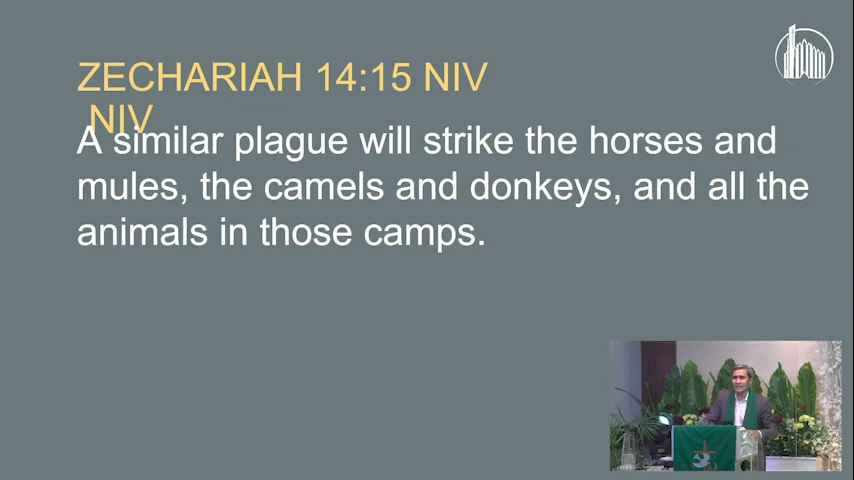 ZECHARIAH 14:15 NIV
NIV
A similar plague will strike the horses and
mules, the camels and donkeys, and all the
animals in those camps.